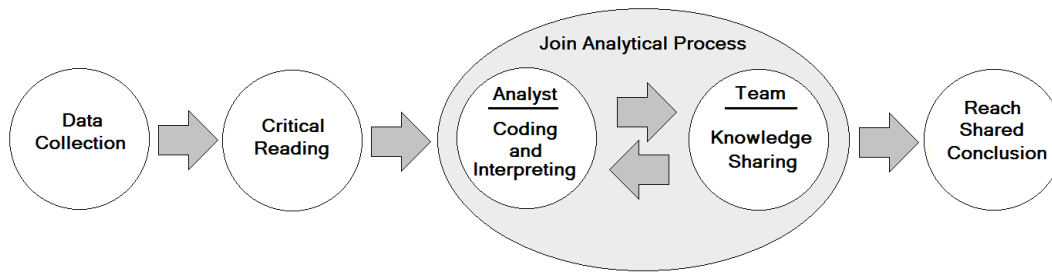 Join Analytical Process
Data
Collection
Critical
Reading
Analyst
Coding
and
Interpreting
Team
Knowledge
Sharing
Reach
Shared
Conclusion